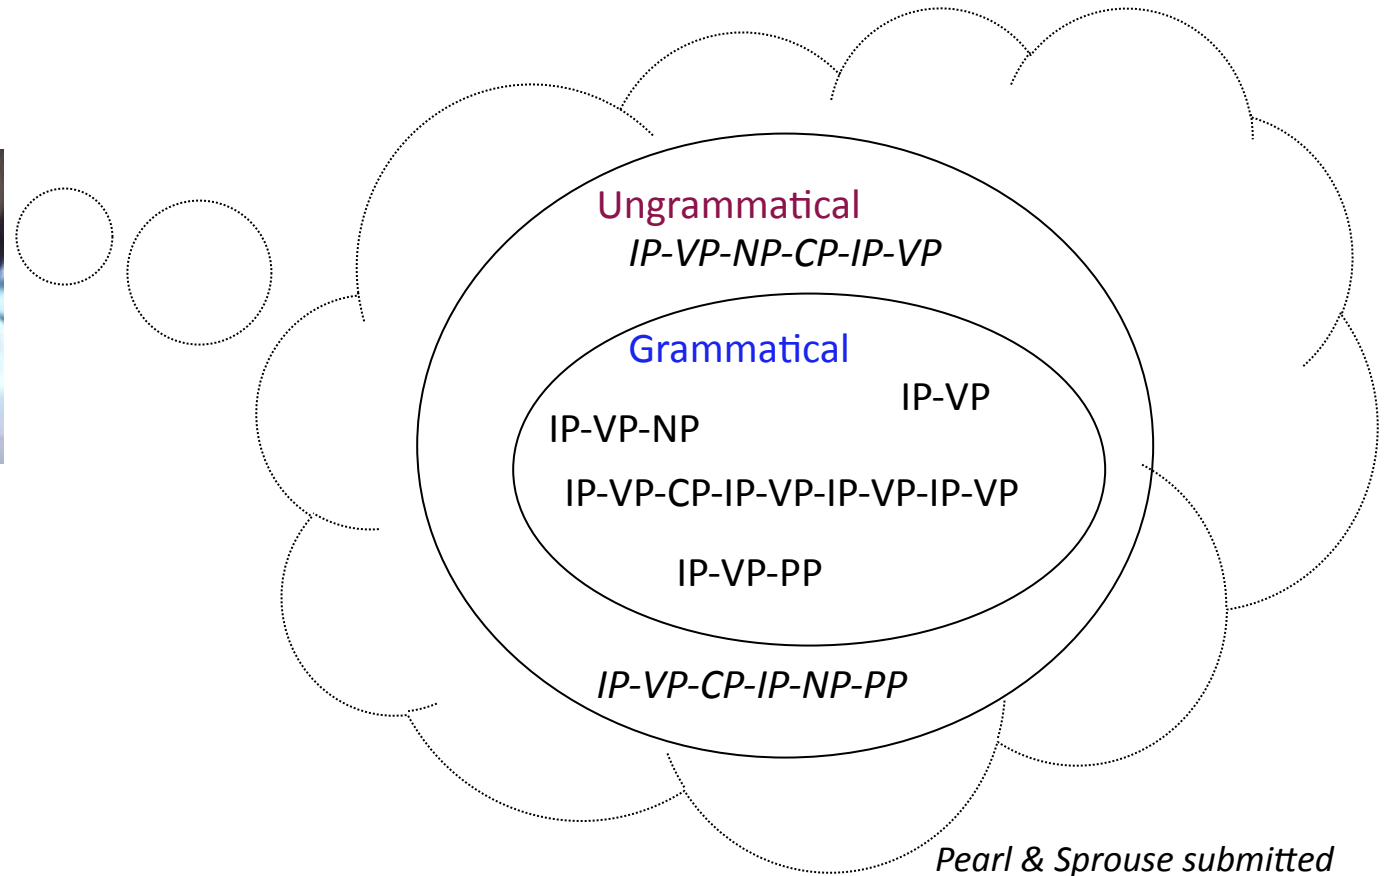 Ungrammatical
IP-VP-NP-CP-IP-VP
Grammatical
IP-VP
IP-VP-NP
IP-VP-CP-IP-VP-IP-VP-IP-VP
IP-VP-PP
IP-VP-CP-IP-NP-PP
Pearl & Sprouse submitted